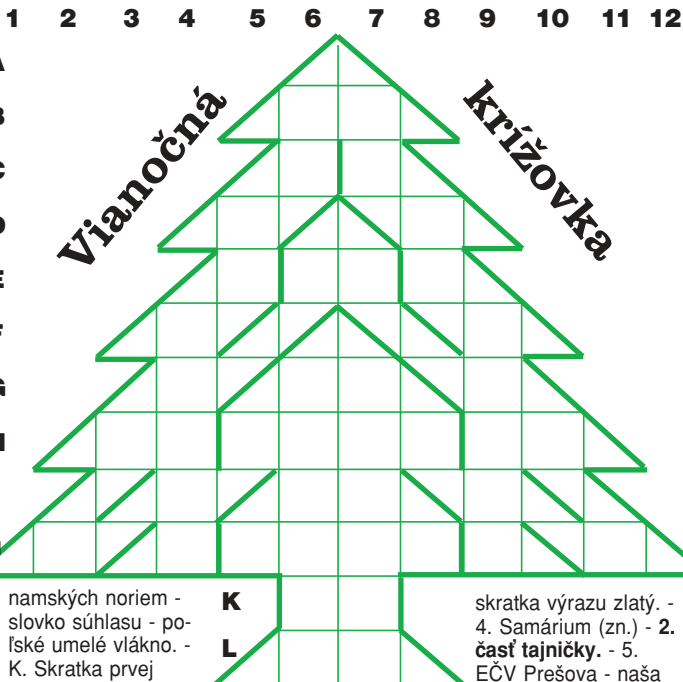 1 2 3 4 5 6 7 8 9 10 11 12
A
B
C
D
E
F
G
Vianočná
krížovka
namských noriem -
slovko súhlasu - po-
ľské umelé vlákno. -
K. Skratka prvej
K
L
skratka výrazu zlatý. -
4. Samárium (zn.) - 2.
časť tajničky. - 5.
EČV Prešova - naša